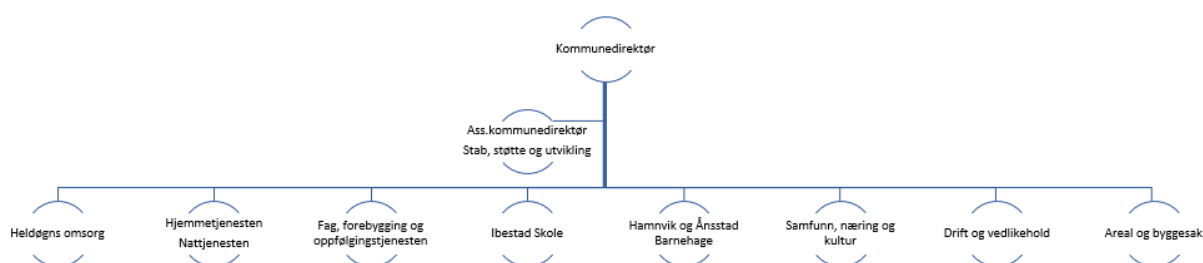 Kommunedirektør
Ass.kommunedirektør
Stab, støtte og utvikling
Heldøgns omsorg
Hjemmetjenesten
Nattjenesten
Fag, forebygging og
oppfølgingstjenesten
Ibestad Skole
Hamnvik og Ånsstad
Barnehage
Samfunn, næring og
kultur
Drift og vedlikehold
Areal og byggesak